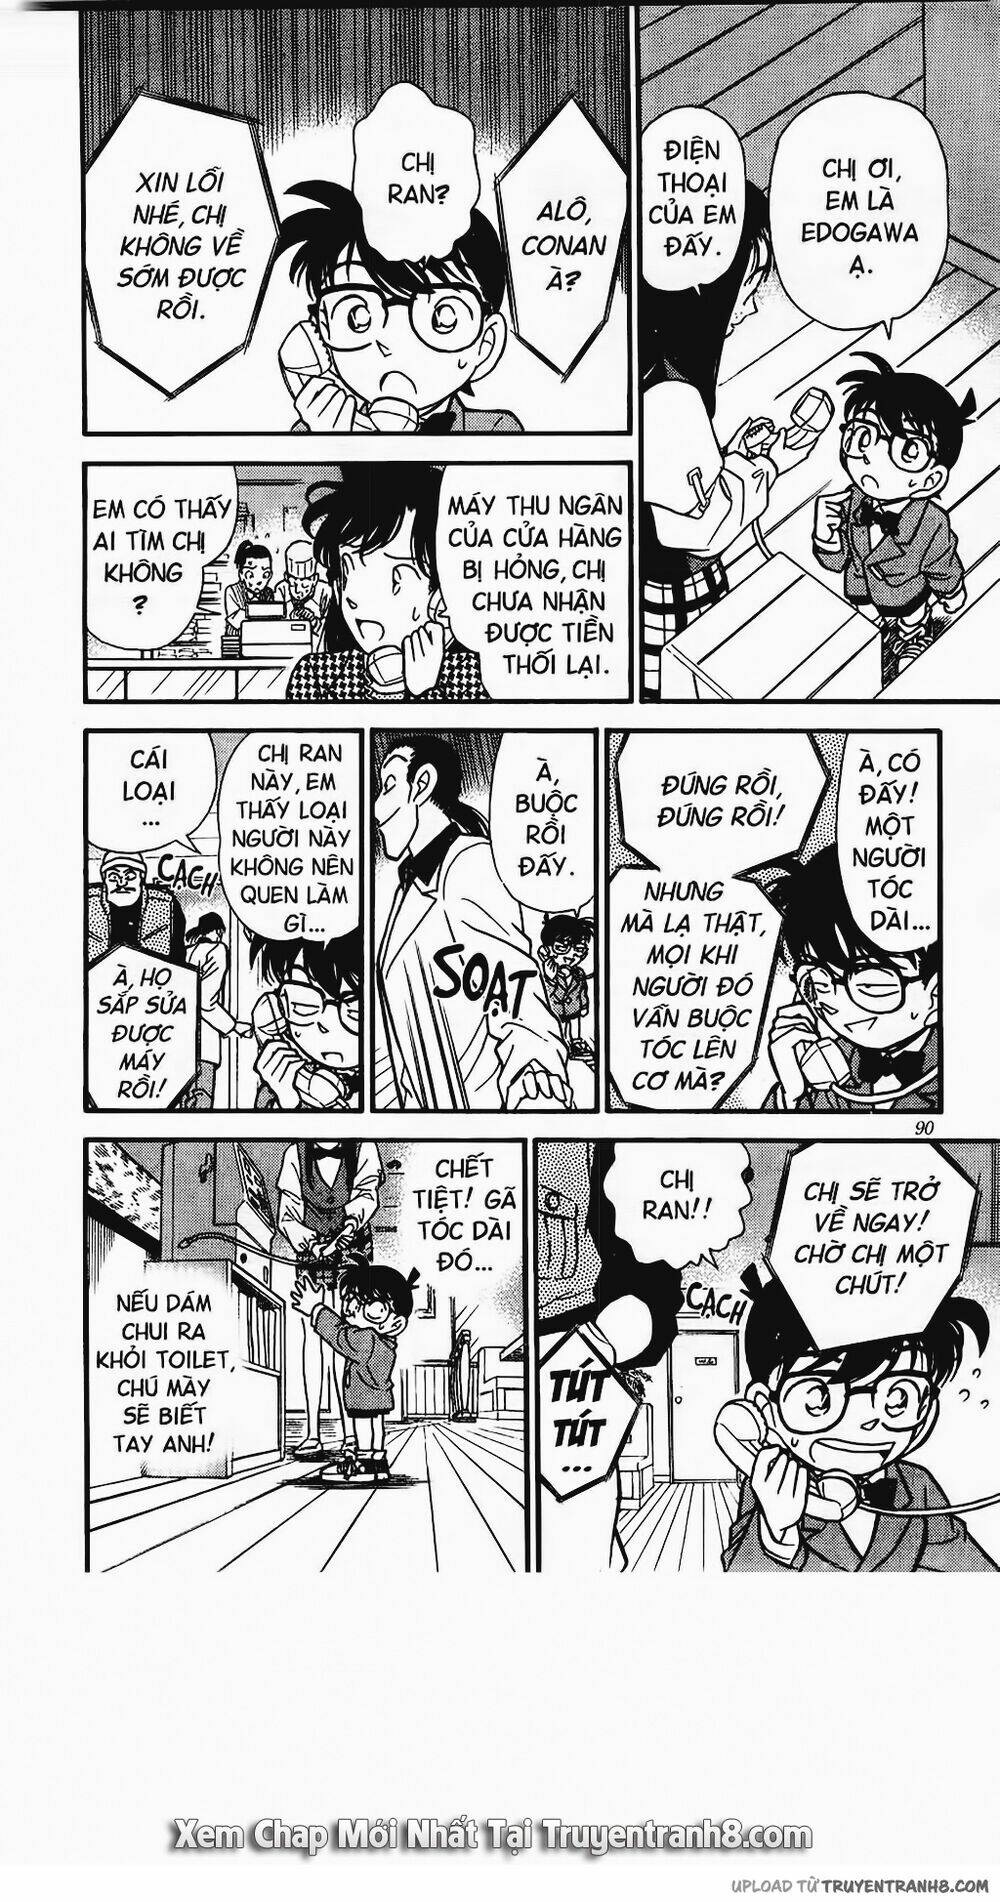 CHỊ ƠI,
EM LÀ
EDOGAWA
Ạ.
ĐIỆN
THOẠI
CỦA EM
ĐẤY.
ALÔ,
CONAN
À?
CHỊ
RAN?
XIN LỖI
NHÉ, CHỊ
KHÔNG VỀ
SỚM ĐƯỢC
RỒI.
MÁY THU NGÂN
CỦA CỬA HÀNG
BỊ HỎNG, CHỊ
CHƯA NHẬN
ĐƯỢC TIỀN
THỐI LẠI.
EM CÓ THẤY
AI TÌM CHỊ
KHÔNG
?
À, CÓ
ĐẤY!
MỘT
NGƯỜI
TÓC
DÀI...
ĐÚNG RỒI,
ĐÚNG RỒI!
NHƯNG
MÀ LẠ THẬT,
MỌI KHI
NGƯỜI ĐÓ
VẪN BUỘC
TÓC LÊN
CƠ MÀ?
À,
BUỘC
RỒI
ĐẤY.
SOẠT
CHỊ RAN
NÀY, EM
THẤY LOẠI
NGƯỜI NÀY
KHÔNG NÊN
QUEN LÀM
GÌ...
CÁI
LOẠI
...
CẠCH
À, HỌ
SẮP SỬA
ĐƯỢC
MÁY
RỒI!
90
CHỊ SẼ TRỞ
VỀ NGAY!
CHỜ CHỊ MỘT
CHÚT!
CHỊ
RAN!!
CẠCH
W.C
TÚT
TÚT
...
CHẾT
TIỆT! GÃ
TÓC DÀI
ĐÓ...
NẾU DÁM
CHUI RA
KHỎI TOILET,
CHÚ MÀY
SẼ BIẾT
TAY ANH!
Xem Chap Mới Nhất Tại Truyentranh8.com
UPLOAD TỪ TRUYENTRANH8.COM